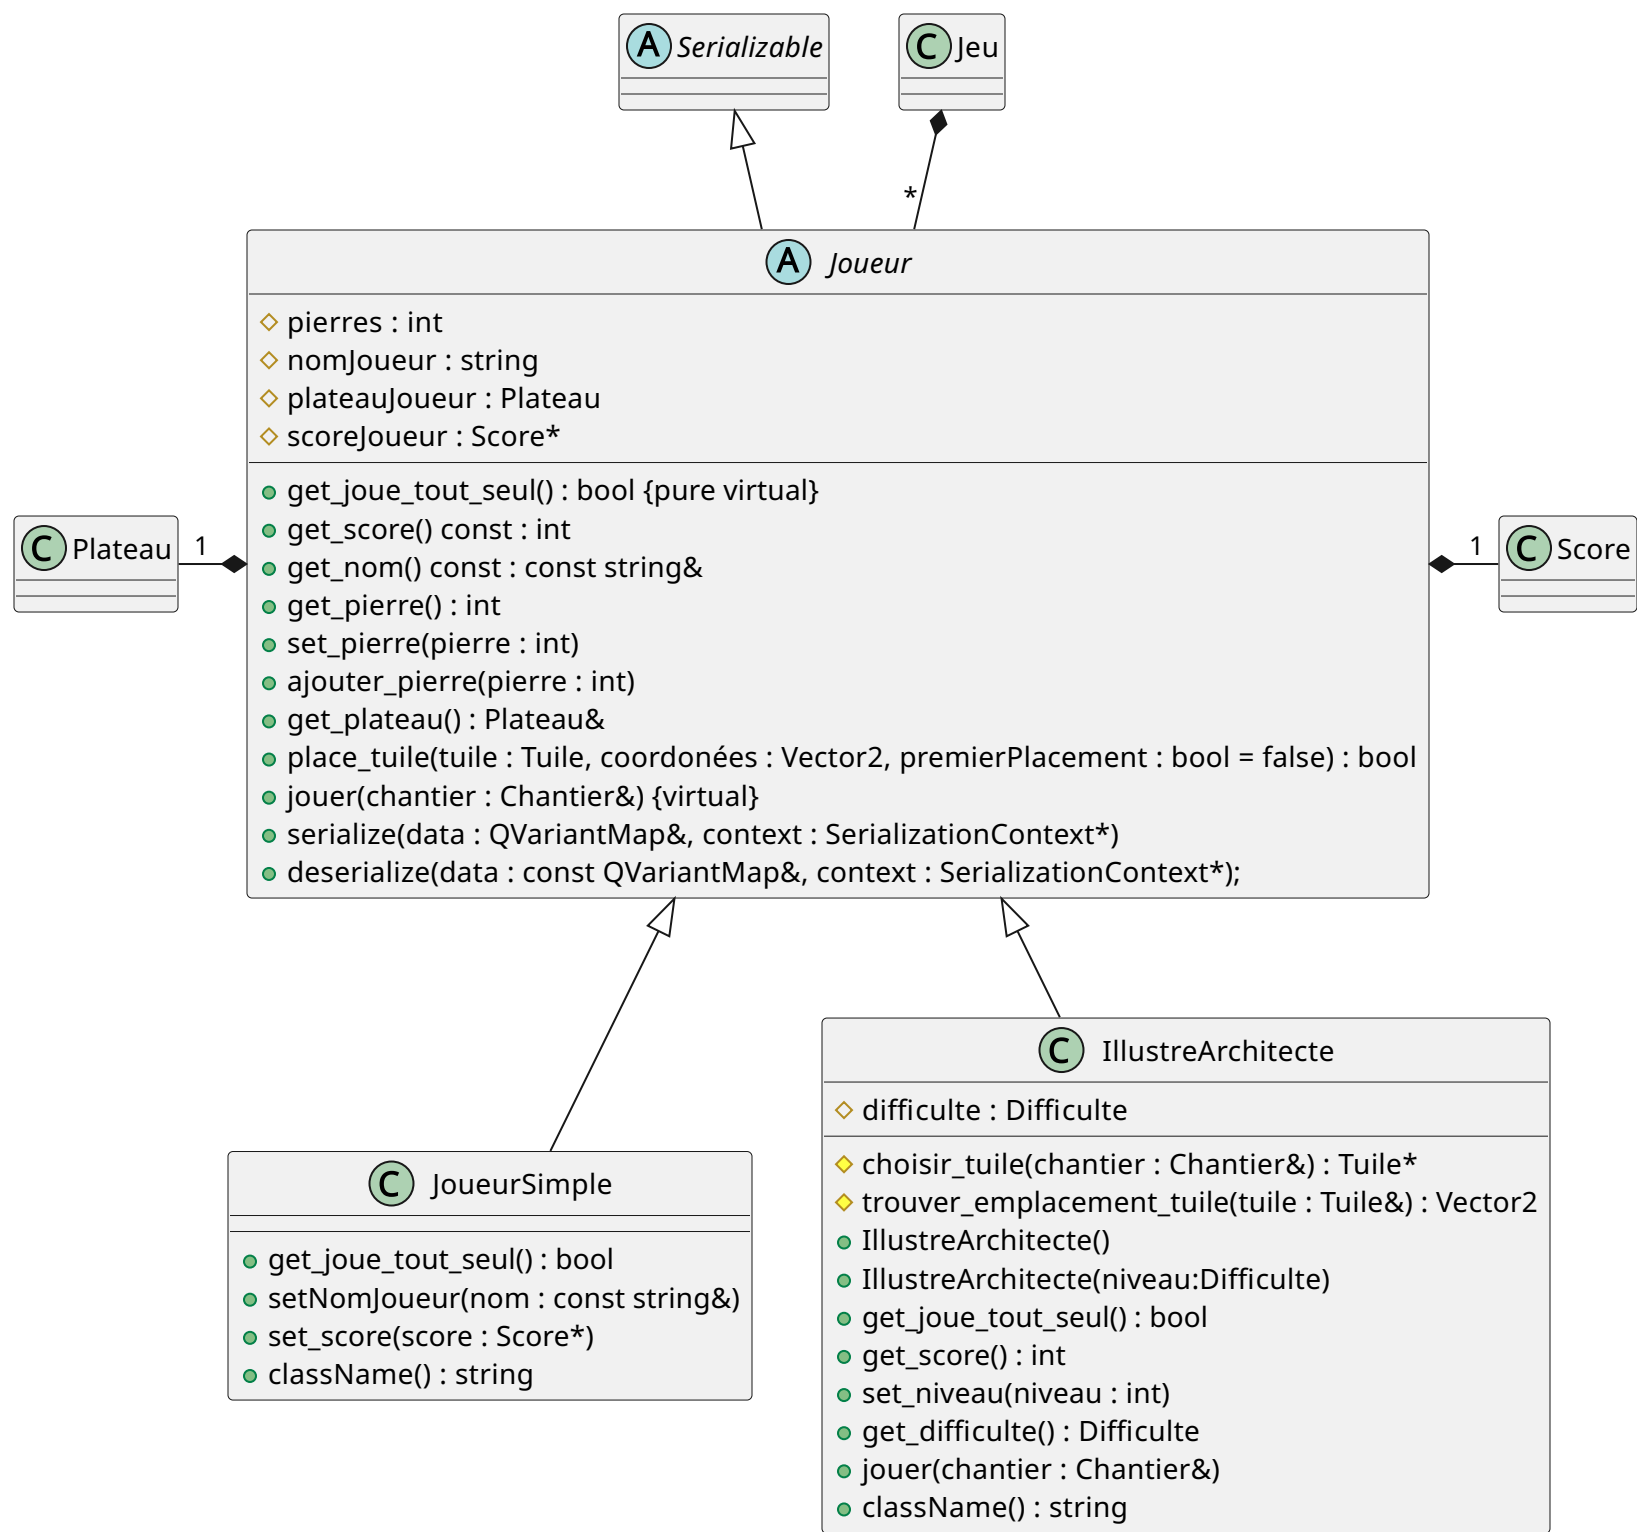 A Serializable
C Jeu
*
A Joueur
pierres : int
nomJoueur : string
plateauJoueur : Plateau
scoreJoueur : Score*
get_joue_tout_seul() : bool {pure virtual}
get_score() const : int
get_nom() const : const string&
get_pierre() : int
set_pierre(pierre : int)
ajouter_pierre(pierre : int)
get_plateau() : Plateau&
place_tuile(tuile : Tuile, coordonées : Vector2, premierPlacement : bool = false) : bool
jouer(chantier : Chantier&) {virtual}
serialize(data : QVariantMap&, context : SerializationContext*)
deserialize(data : const QVariantMap&, context : SerializationContext*);
C Plateau
1
1
C Score
C JoueurSimple
get_joue_tout_seul() : bool
setNomJoueur(nom : const string&)
set_score(score : Score*)
className() : string
C IllustreArchitecte
difficulte : Difficulte
choisir_tuile(chantier : Chantier&) : Tuile*
trouver_emplacement_tuile(tuile : Tuile&) : Vector2
IllustreArchitecte()
IllustreArchitecte(niveau:Difficulte)
get_joue_tout_seul() : bool
get_score() : int
set_niveau(niveau : int)
get_difficulte() : Difficulte
jouer(chantier : Chantier&)
className() : string